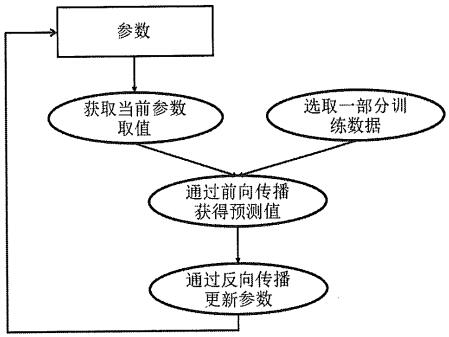 参数
获取当前参数
取值
选取一部分训
练数据
通过前向传播
获得预测值
通过反向传播
更新参数